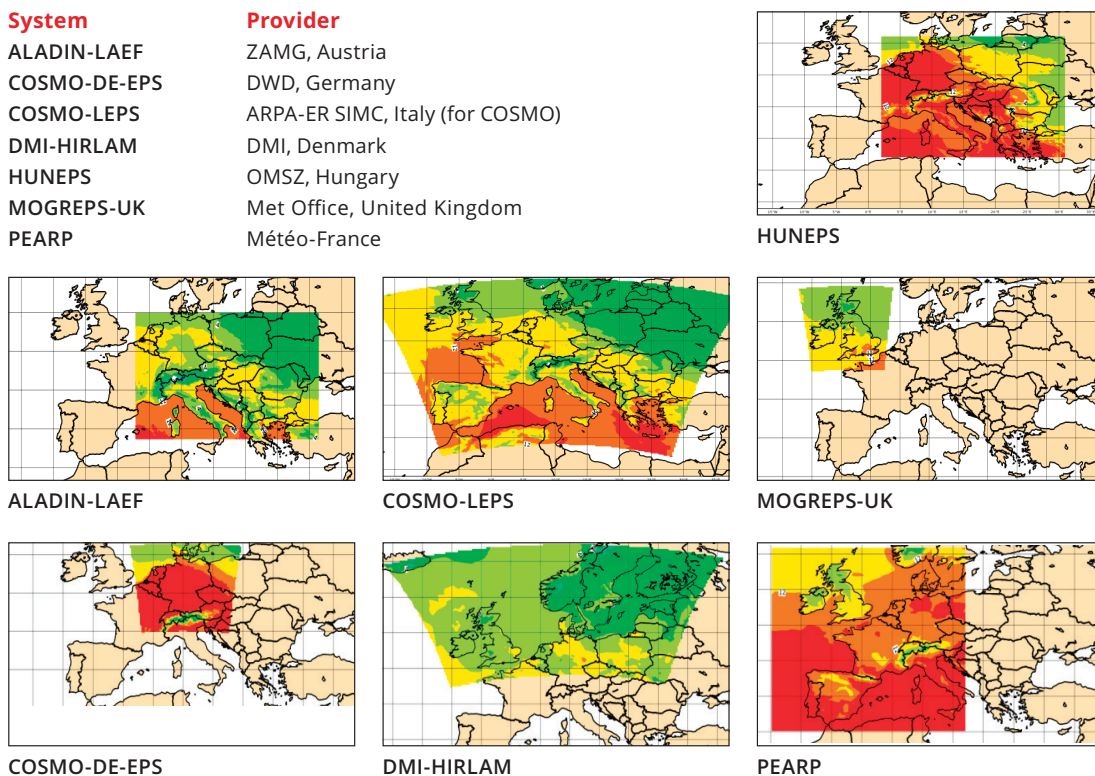 System Provider
ALADIN-LAEF ZAMG, Austria
COSMO-DE-EPS DWD, Germany
COSMO-LEPS ARPA-ER SIMC, Italy (for COSMO)
DMI-HIRLAM DMI, Denmark
HUNEPS OMSZ, Hungary
MOGREPS-UK Met Office, United Kingdom
PEARP Météo-France
HUNEPS
ALADIN-LAEF COSMO-LEPS MOGREPS-UK
COSMO-DE-EPS DMI-HIRLAM PEARP